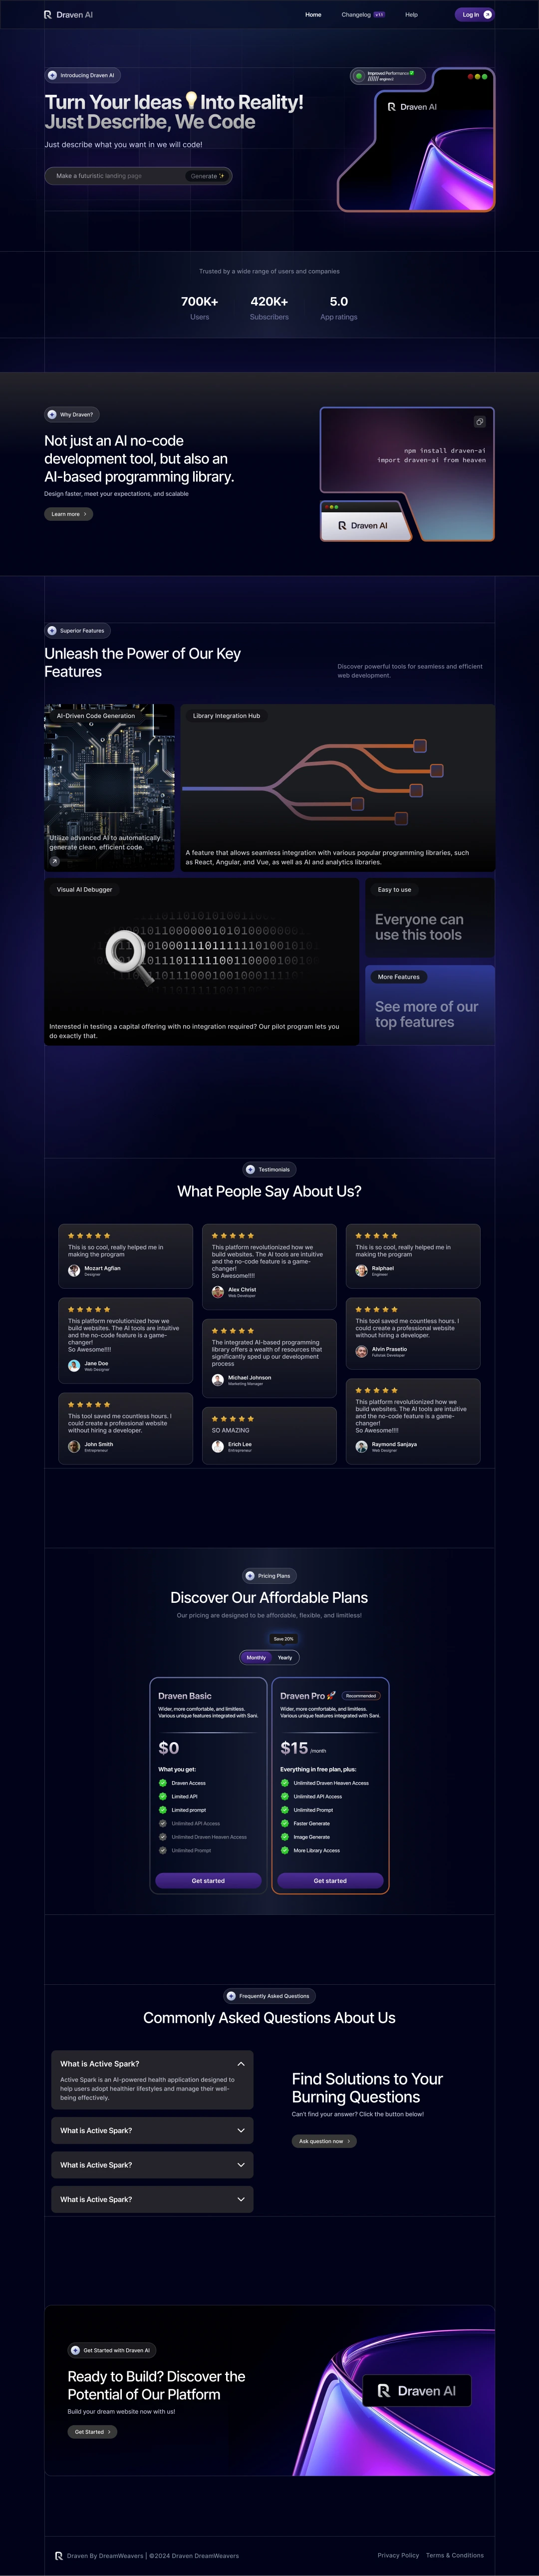 Draven AI
Home
Changelog
v1.1
Help
Log In
Introducing Draven AI
Turn Your Ideas Into Reality!
Just Describe, We Code
Just describe what you want in we will code!
Make a futuristic landing page
Generate
Improved Performance
Draven AI
Trusted by a wide range of users and companies
700K+
Users
420K+
Subscribers
5.0
App ratings
Why Draven?
Not just an AI no-code
development tool, but also an
AI-based programming library.
Design faster, meet your expectations, and scalable
Learn more
npm install draven-ai
import draven-ai from heaven
Draven AI
Superior Features
Unleash the Power of Our Key
Features
Discover powerful tools for seamless and efficient
web development.
AI-Driven Code Generation
Utilize advanced AI to automatically
generate clean, efficient code.
Library Integration Hub
A feature that allows seamless integration with various popular programming libraries, such
as React, Angular, and Vue, as well as AI and analytics libraries.
Visual AI Debugger
Interested in testing a capital offering with no integration required? Our pilot program lets you
do exactly that.
Easy to use
Everyone can
use this tools
More Features
See more of our
top features
Testimonials
What People Say About Us?
This is so cool, really helped me in
making the program
Mozart Agfian
Designer
This platform revolutionized how we
build websites. The AI tools are intuitive
and the no-code feature is a game-
changer!
So Awesome!!!!
Jane Doe
Web Designer
This tool saved me countless hours. I
could create a professional website
without hiring a developer.
John Smith
Entrepreneur
This platform revolutionized how we
build websites. The AI tools are intuitive
and the no-code feature is a game-
changer!
So Awesome!!!!
Alex Christ
Web Developer
The integrated AI-based programming
library offers a wealth of resources that
significantly sped up our development
process
Michael Johnson
Marketing Manager
SO AMAZING
Erich Lee
Entrepreneur
This is so cool, really helped me in
making the program
Ralphael
Engineer
This tool saved me countless hours. I
could create a professional website
without hiring a developer.
Alvin Prasetio
Fullstak Developer
This platform revolutionized how we
build websites. The AI tools are intuitive
and the no-code feature is a game-
changer!
So Awesome!!!!
Raymond Sanjaya
Web Designer
Pricing Plans
Discover Our Affordable Plans
Our pricing are designed to be affordable, flexible, and limitless!
Save 20%
Monthly
Yearly
Draven Basic
Wider, more comfortable, and limitless.
Various unique features integrated with Sani.
$0
What you get:
Draven Access
Limited API
Limited prompt
Unlimited API Access
Unlimited Draven Heaven Access
Unlimited Prompt
Get started
Draven Pro
Recommended
Wider, more comfortable, and limitless.
Various unique features integrated with Sani.
$15 /month
Everything in free plan, plus:
Unlimited Draven Heaven Access
Unlimited API Access
Unlimited Prompt
Faster Generate
Image Generate
More Library Access
Get started
Frequently Asked Questions
Commonly Asked Questions About Us
What is Active Spark?
Active Spark is an AI-powered health application designed to
help users adopt healthier lifestyles and manage their well-
being effectively.
What is Active Spark?
What is Active Spark?
What is Active Spark?
Find Solutions to Your
Burning Questions
Can't find your answer? Click the button below!
Ask question now
Get Started with Draven AI
Ready to Build? Discover the
Potential of Our Platform
Build your dream website now with us!
Get Started
Draven AI
Draven By DreamWeavers | ©2024 Draven DreamWeavers
Privacy Policy
Terms & Conditions